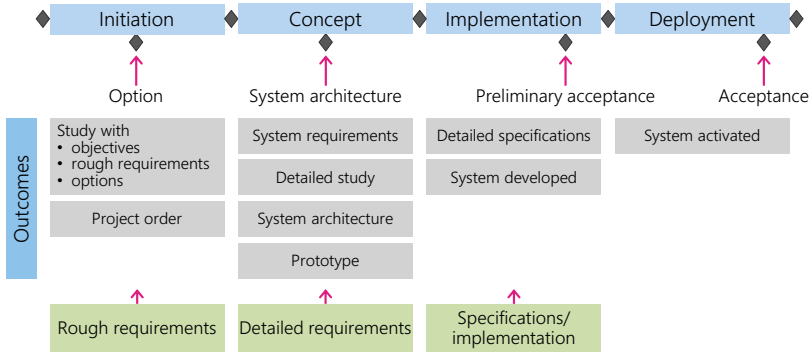 Initiation
Concept
Implementation
Deployment
Option
System architecture
Preliminary acceptance
Acceptance
Outcomes
Study with
• objectives
• rough requirements
• options
Project order
System requirements
Detailed study
System architecture
Prototype
Detailed specifications
System developed
System activated
Rough requirements
Detailed requirements
Specifications/
implementation